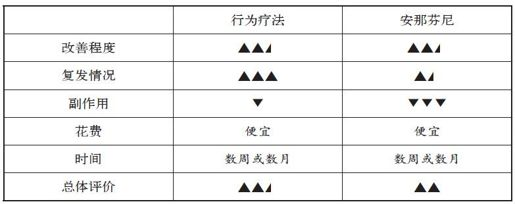 行为疗法 安那芬尼
改善程度 ▲▲◢ ▲▲◢
复发情况 ▲▲▲ ▲◢
副作用 ▼ ▼▼▼
花费 便宜 便宜
时间 数周或数月 数周或数月
总体评价 ▲▲◢ ▲▲